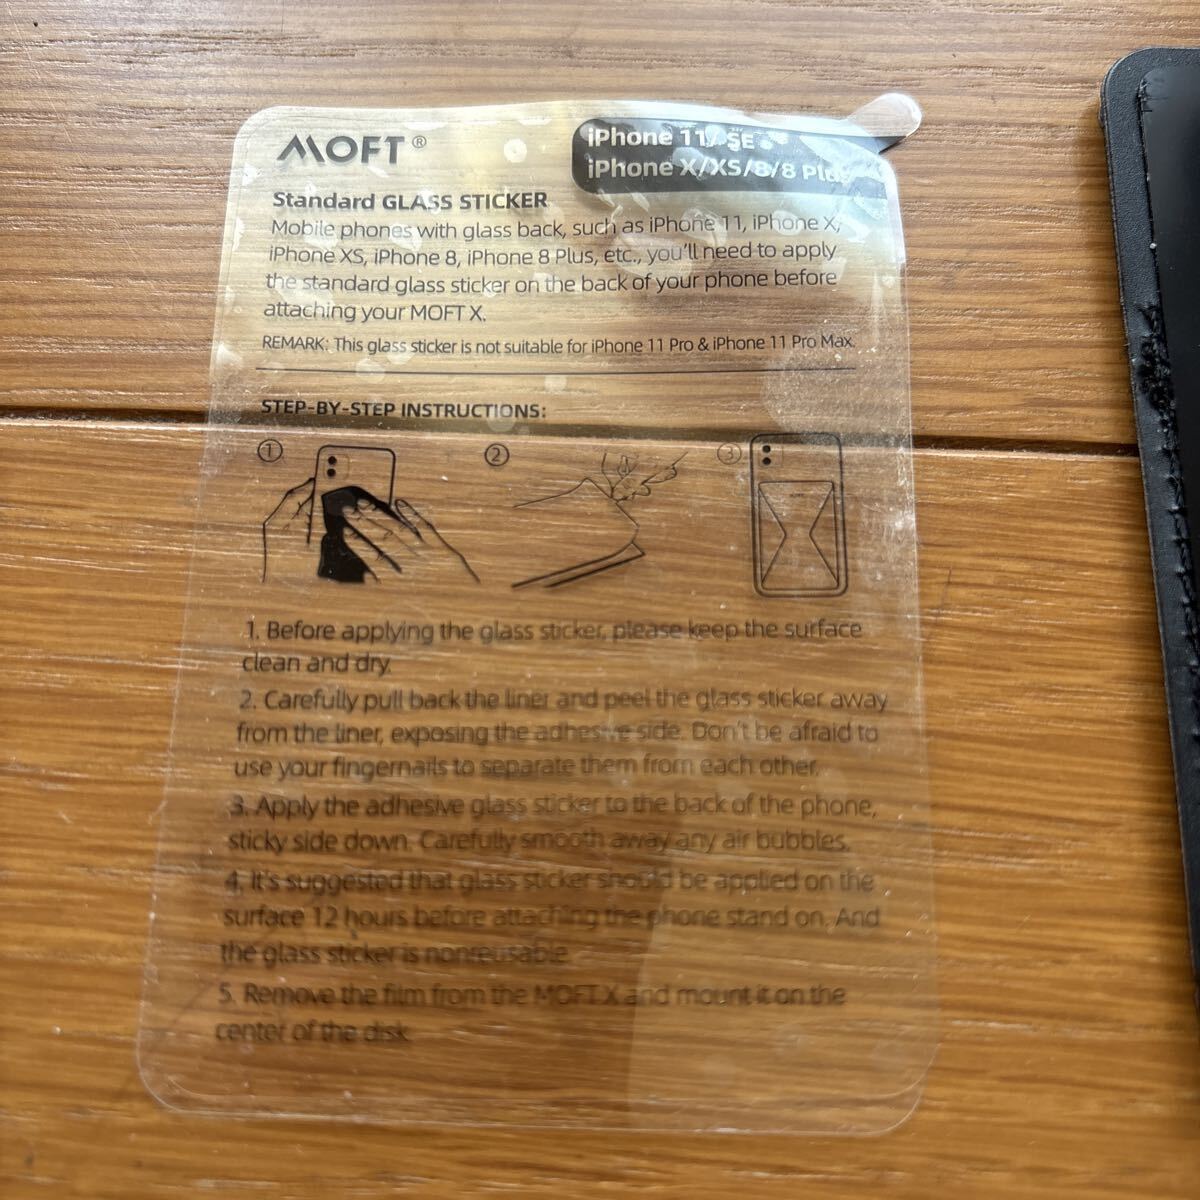 MOFT®
iPhone 11/ SE
iPhone X/XS/8/8 Plus
Standard GLASS STICKER
Mobile phones with glass back, such as iPhone 11, iPhone X,
iPhone XS, iPhone 8, iPhone 8 Plus, etc., you'll need to apply
the standard glass sticker on the back of your phone before
attaching your MOFT X.
REMARK: This glass sticker is not suitable for iPhone 11 Pro & iPhone 11 Pro Max.
STEP-BY-STEP INSTRUCTIONS:
① ② ③
1. Before applying the glass sticker, please keep the surface
clean and dry.
2. Carefully pull back the liner and peel the glass sticker away
from the liner, exposing the adhesive side. Don't be afraid to
use your fingernails to separate them from each other.
3. Apply the adhesive glass sticker to the back of the phone,
sticky side down. Carefully smooth away any air bubbles.
4. It's suggested that glass sticker should be applied on the
surface 12 hours before attaching the phone stand on. And
the glass sticker is nonreusable.
5. Remove the film from the MOFT X and mount it on the
center of the disk.